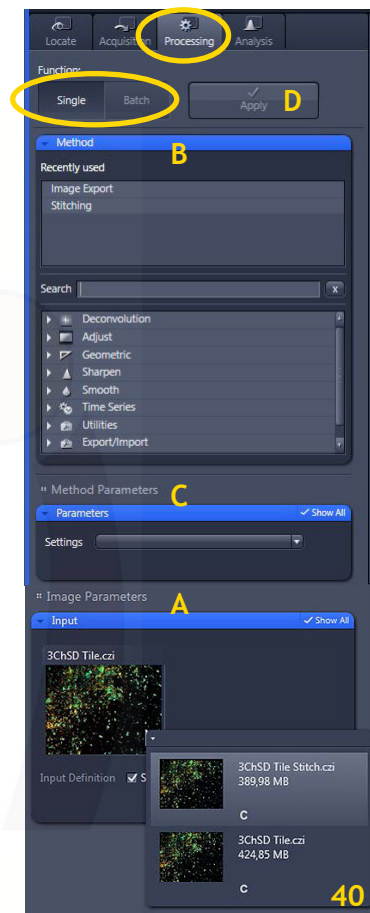 Locate Acquisition Processing Analysis
Function:
Single Batch Apply D
Method
B
Recently used
Image Export
Stitching
Search x
Deconvolution
Adjust
Geometric
Sharpen
Smooth
Time Series
Utilities
Export/Import
Method Parameters C
Parameters Show All
Settings
Image Parameters A
Input Show All
3ChSD Tile.czi
Input Definition S
3ChSD Tile Stitch.czi
389,98 MB
C
3ChSD Tile.czi
424,85 MB
C
40